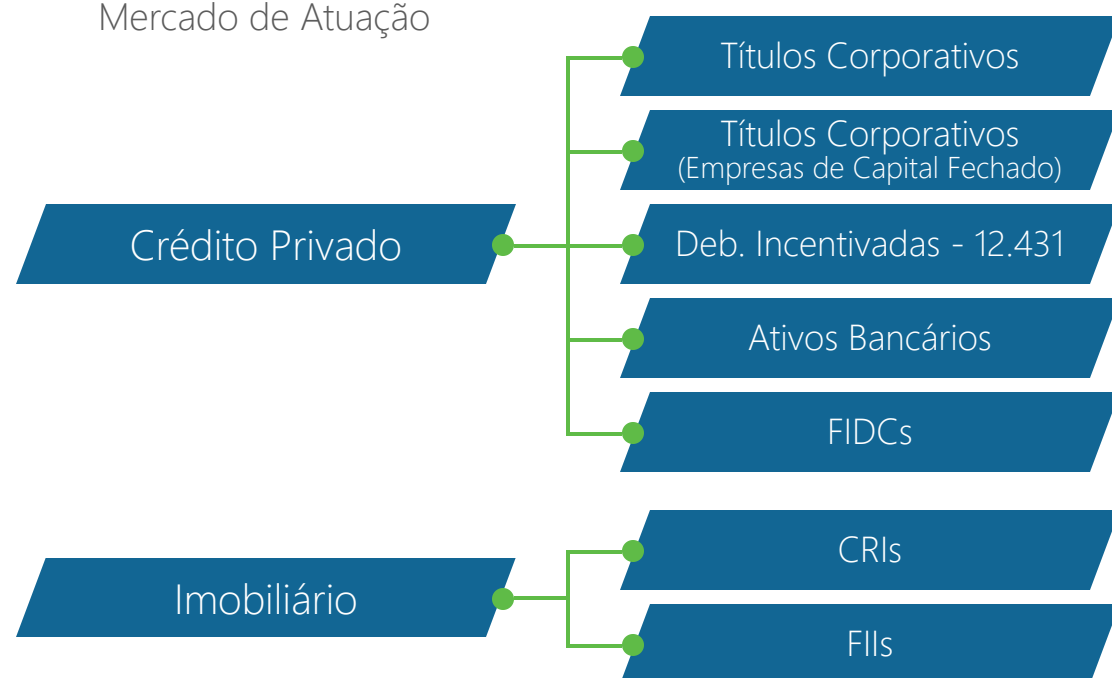 Mercado de Atuação
Crédito Privado
Títulos Corporativos
Títulos Corporativos
(Empresas de Capital Fechado)
Deb. Incentivadas - 12.431
Ativos Bancários
FIDCs
Imobiliário
CRIs
FIIs